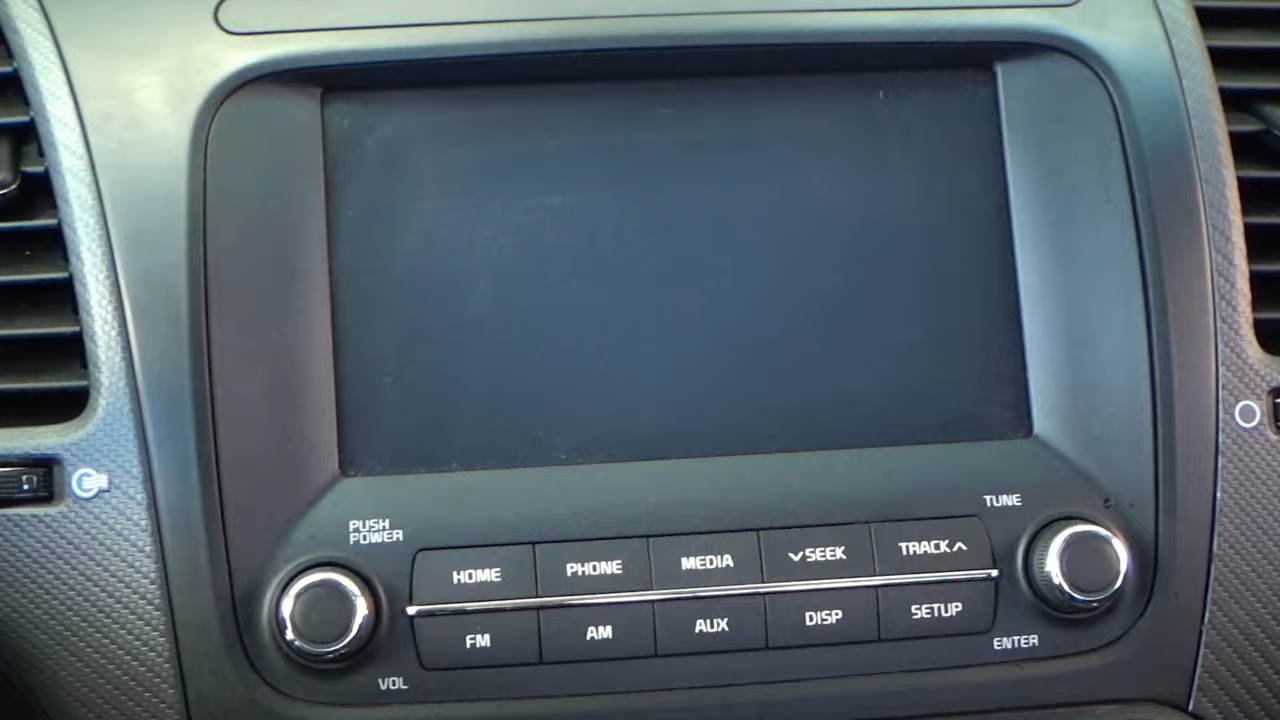 TUNE
PUSH
POWER
HOME PHONE MEDIA SEEK TRACK
FM AM AUX DISP SETUP
ENTER
VOL